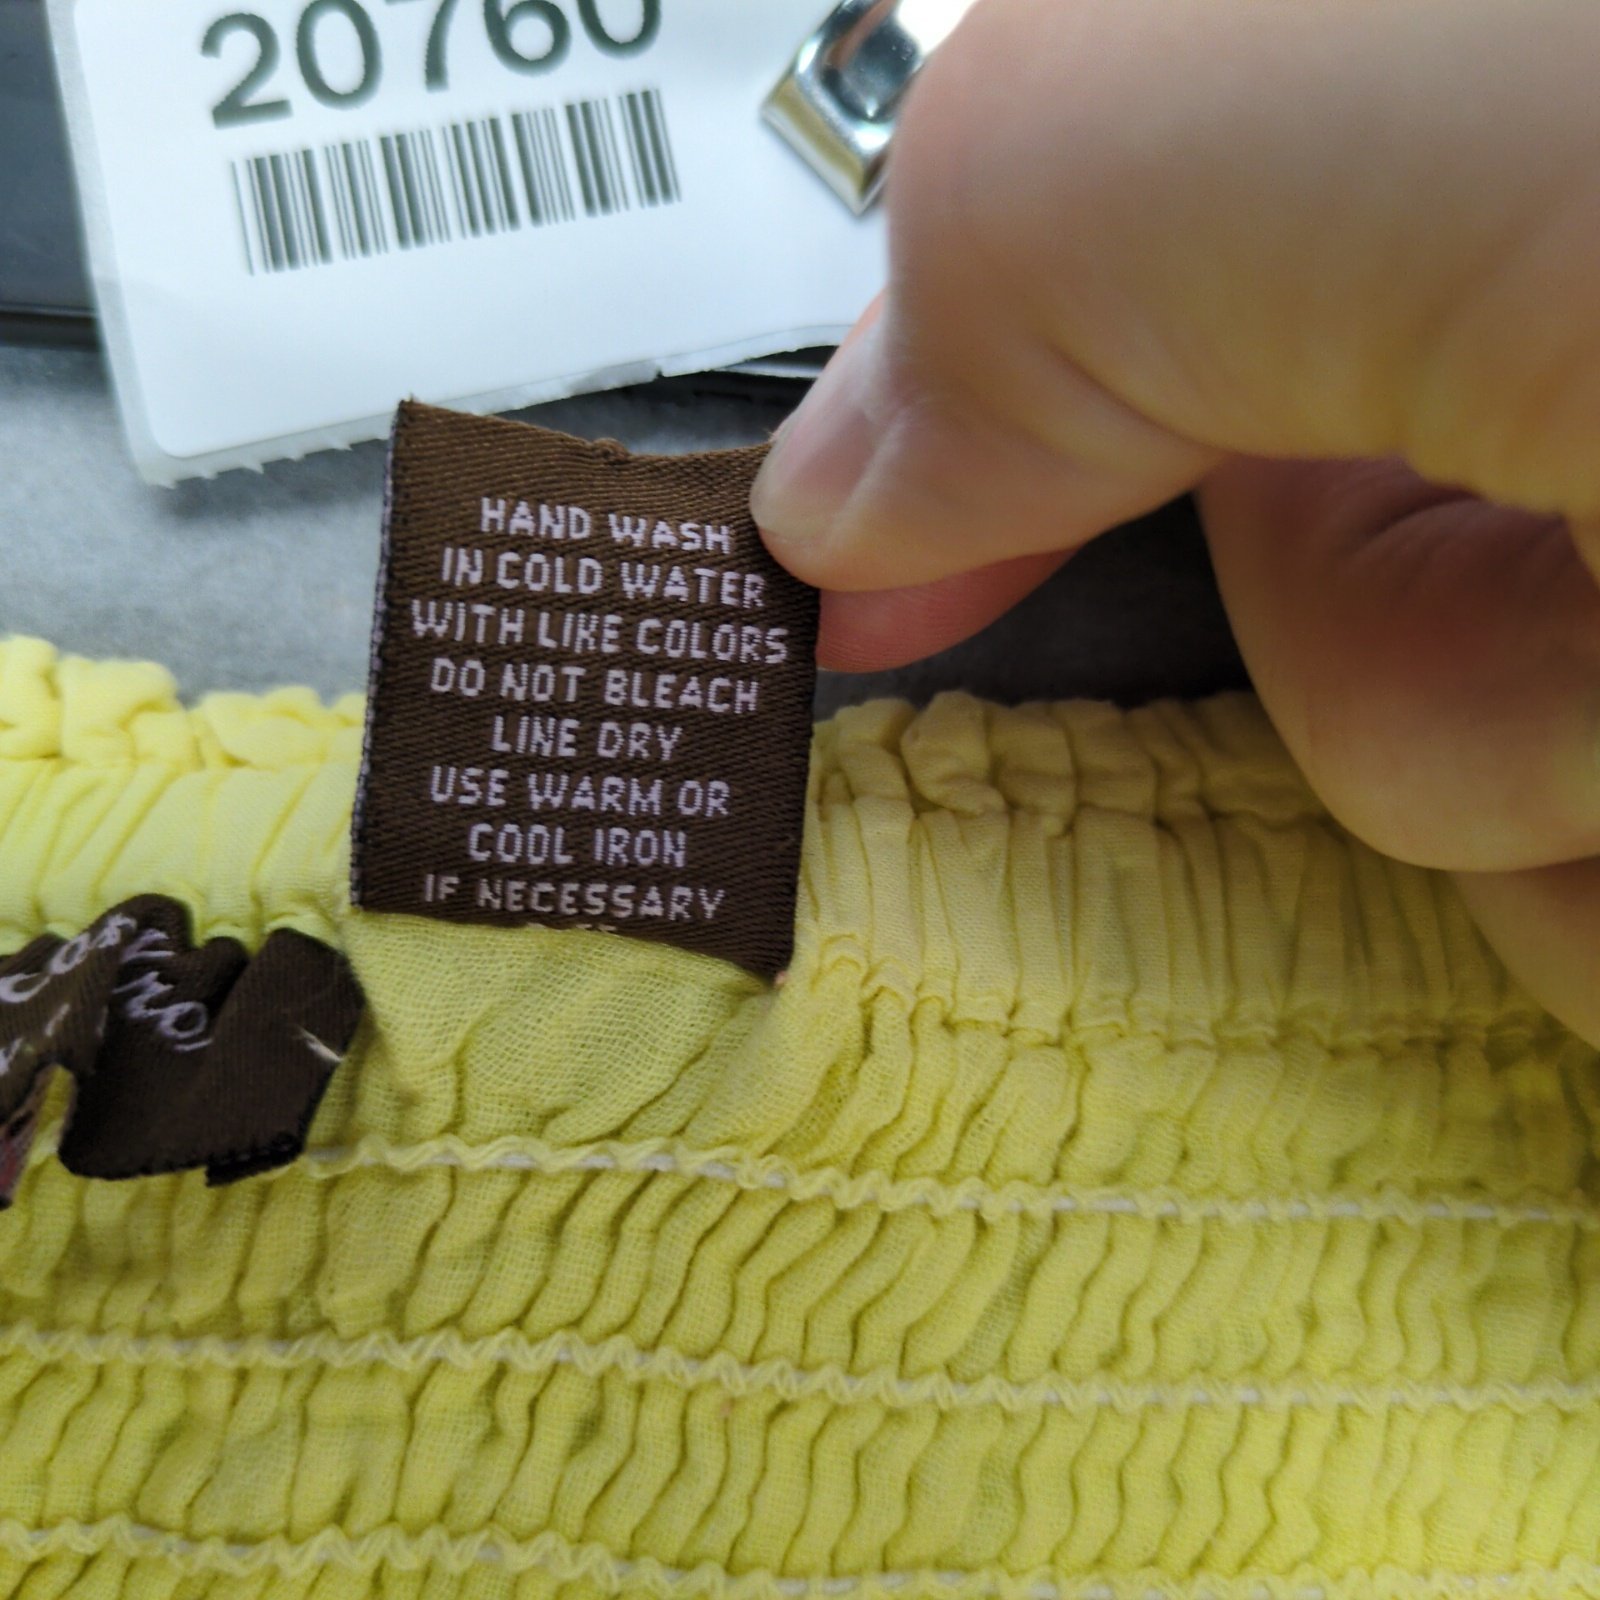 20760
HAND WASH
IN COLD WATER
WITH LIKE COLORS
DO NOT BLEACH
LINE DRY
USE WARM OR
COOL IRON
IF NECESSARY